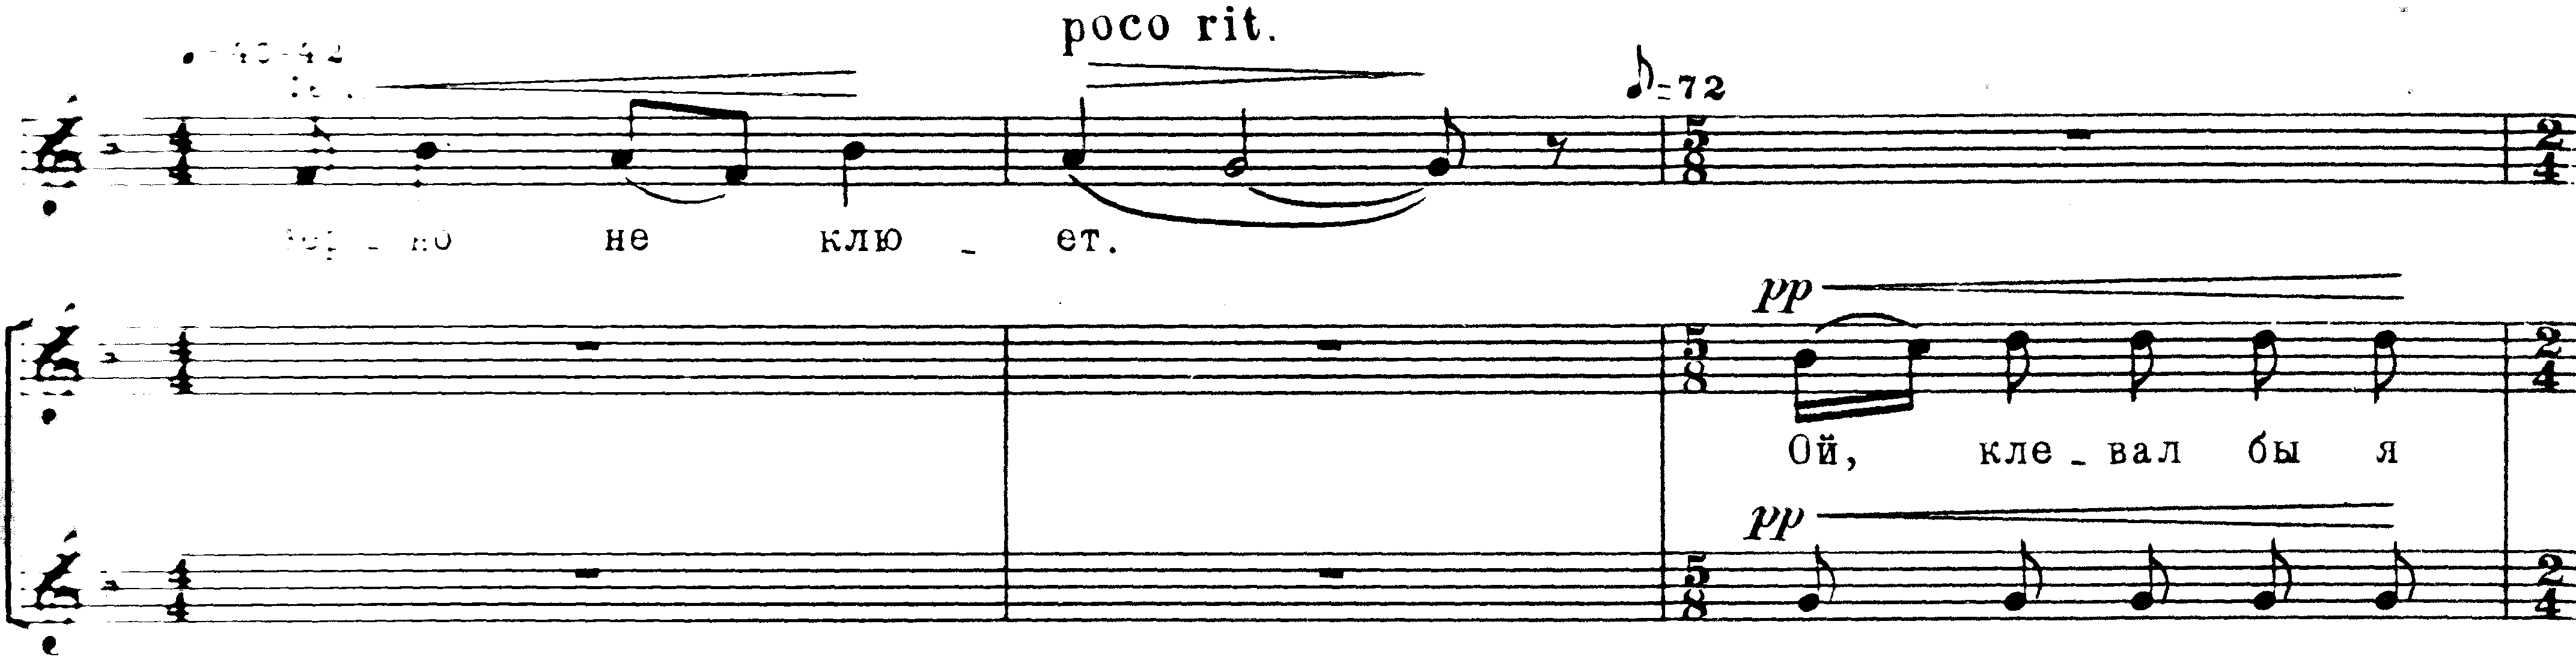 poco rit.
=72
не клю - ет.
pp
Ой, кле - вал бы я
pp